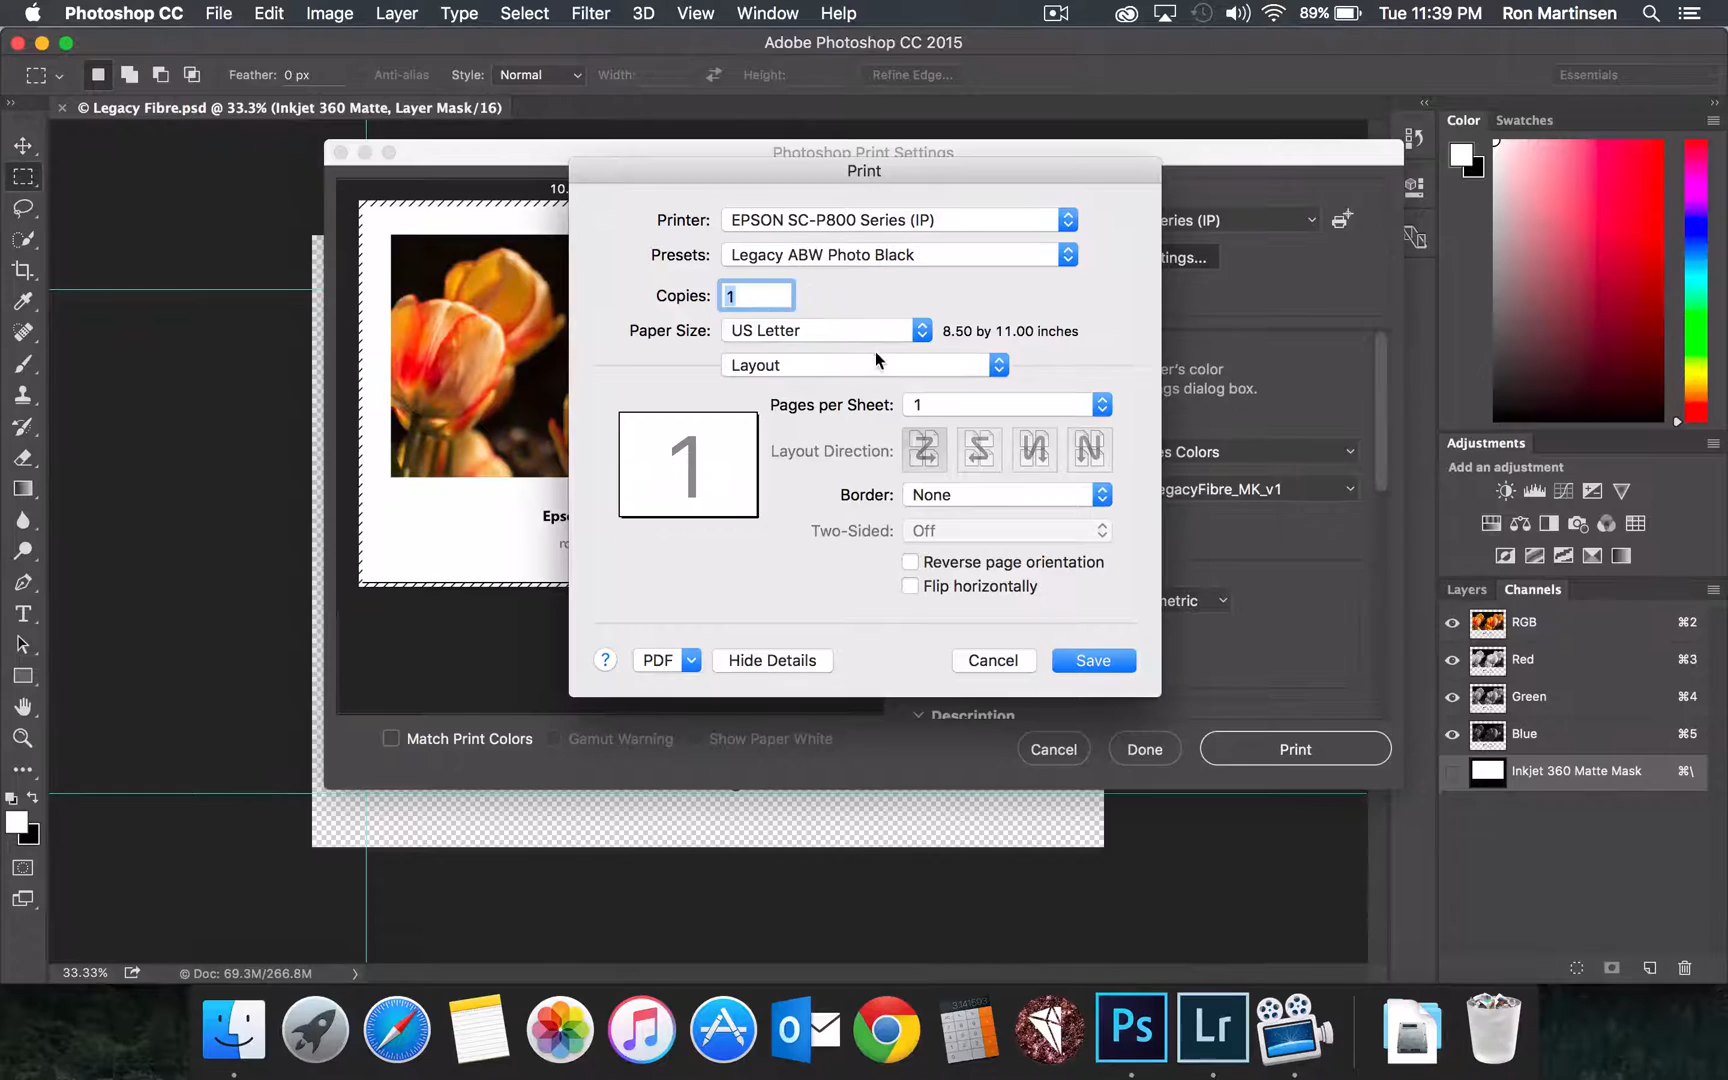 Photoshop CC File Edit Image Layer Type Select Filter 3D View Window Help 89% Tue 11:39 PM Ron Martinsen
Adobe Photoshop CC 2015
Feather: 0 px Anti-alias Style: Normal Width: Height: Refine Edge... Essentials
© Legacy Fibre.psd @ 33.3% (Inkjet 360 Matte, Layer Mask/16)
Color Swatches
Photoshop Print Settings
Print
10.
Printer: EPSON SC-P800 Series (IP)
eries (IP)
Presets: Legacy ABW Photo Black
tings...
Copies: 1
Paper Size: US Letter 8.50 by 11.00 inches
Layout
er's color
ngs dialog box.
Pages per Sheet: 1
1
Layout Direction:
es Colors
Border: None
egacyFibre_MK_v1
Two-Sided: Off
Reverse page orientation
Flip horizontally
Epso
metric
? PDF Hide Details Cancel Save
Description
Match Print Colors Gamut Warning Show Paper White
Cancel Done Print
Adjustments
Add an adjustment
Layers Channels
RGB ⌘2
Red ⌘3
Green ⌘4
Blue ⌘5
Inkjet 360 Matte Mask ⌘\
33.33% © Doc: 69.3M/266.8M
3.141593
Ps Lr